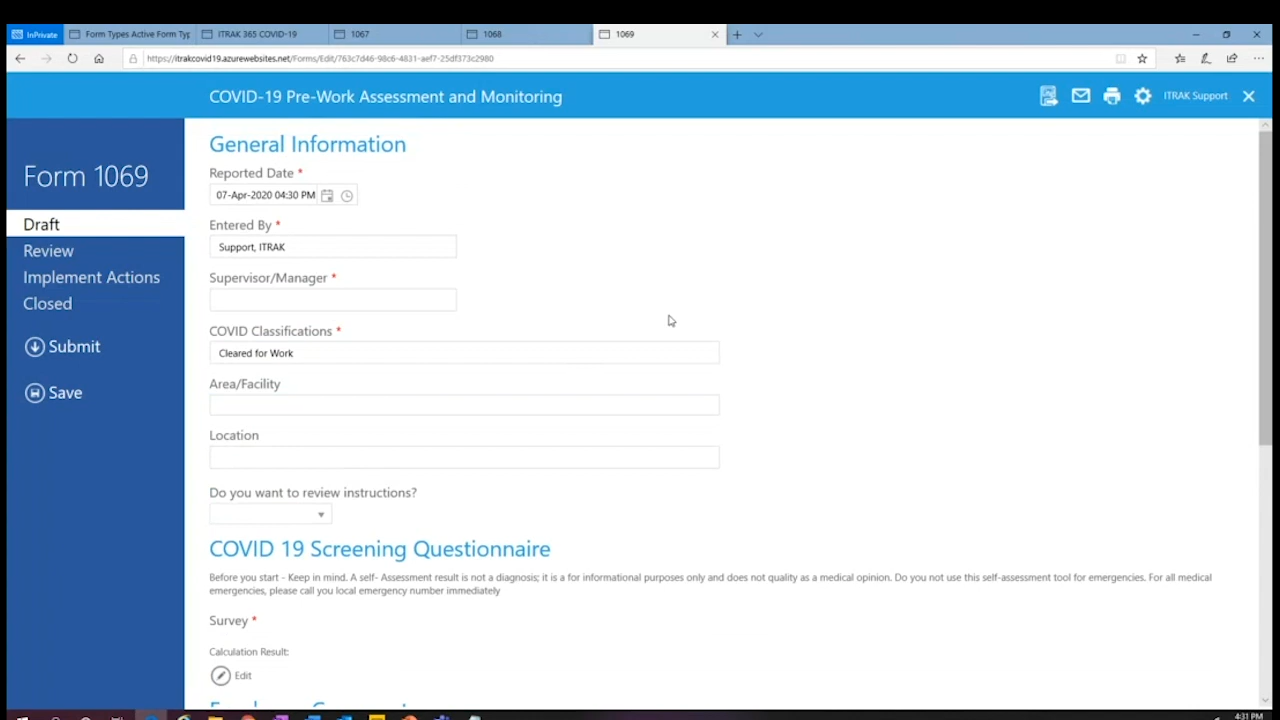 InPrivate
Form Types Active Form Typ
ITRAK 365 COVID-19
1067
1068
1069
https://itrakcovid19.azurewebsites.net/Forms/Edit/763c7d46-98c6-4831-aef7-25df373c2980
COVID-19 Pre-Work Assessment and Monitoring
ITRAK Support
Form 1069
Draft
Review
Implement Actions
Closed
Submit
Save
General Information
Reported Date *
07-Apr-2020 04:30 PM
Entered By *
Support, ITRAK
Supervisor/Manager *
COVID Classifications *
Cleared for Work
Area/Facility
Location
Do you want to review instructions?
COVID 19 Screening Questionnaire
Before you start - Keep in mind. A self- Assessment result is not a diagnosis; it is a for informational purposes only and does not quality as a medical opinion. Do you not use this self-assessment tool for emergencies. For all medical
emergencies, please call you local emergency number immediately
Survey *
Calculation Result:
Edit
4:31 PM